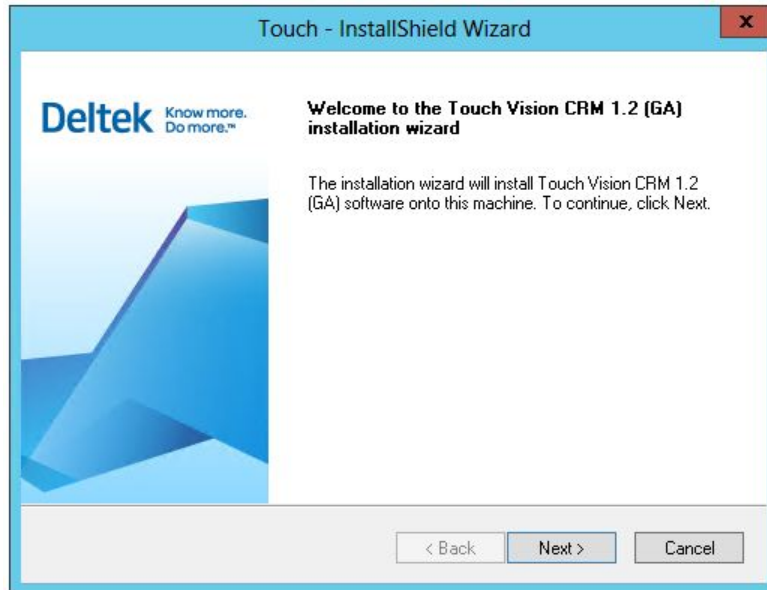 Touch - InstallShield Wizard
x
Deltek Know more.
Do more.™
Welcome to the Touch Vision CRM 1.2 (GA)
installation wizard
The installation wizard will install Touch Vision CRM 1.2
(GA) software onto this machine. To continue, click Next.
< Back
Next >
Cancel